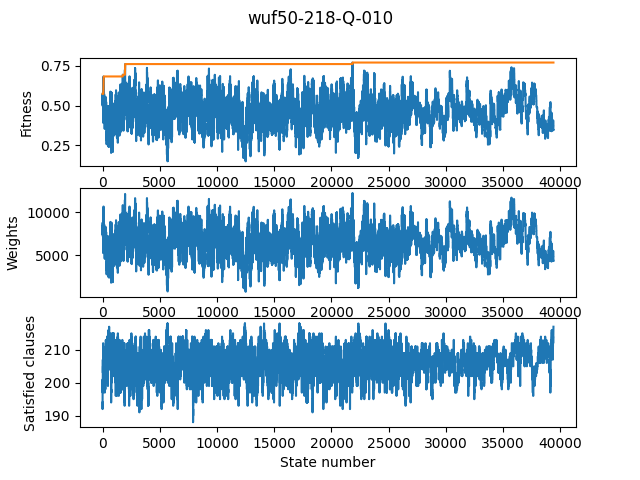 wuf50-218-Q-010
0.75
0.50
0.25
Fitness
0 5000 10000 15000 20000 25000 30000 35000 40000
10000
5000
Weights
0 5000 10000 15000 20000 25000 30000 35000 40000
210
200
190
Satisfied clauses
0 5000 10000 15000 20000 25000 30000 35000 40000
State number